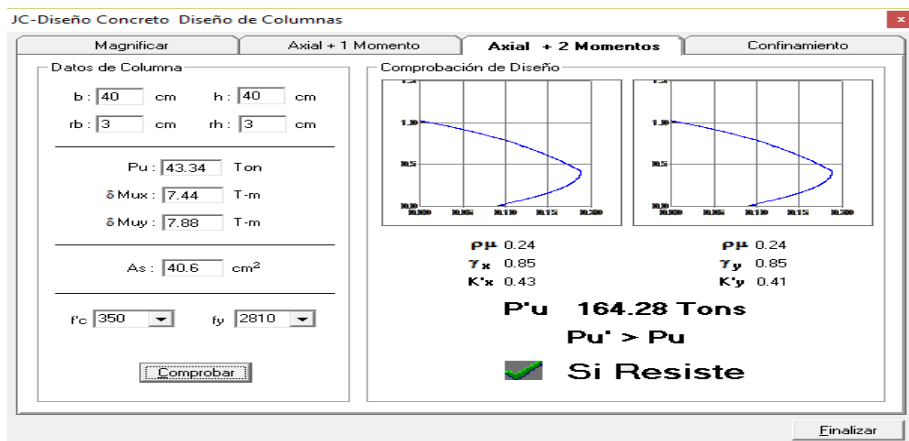 JC-Diseño Concreto Diseño de Columnas
Magnificar
Axial + 1 Momento
Axial + 2 Momentos
Confinamiento
Datos de Columna
b : 40 cm h : 40 cm
rb : 3 cm rh : 3 cm
Pu : 43.34 Ton
δ Mux : 7.44 T-m
δ Muy : 7.88 T-m
As : 40.6 cm²
f'c 350 fy 2810
Comprobar
Comprobación de Diseño
ρμ 0.24
γx 0.85
K'x 0.43
ρμ 0.24
γy 0.85
K'y 0.41
P'u 164.28 Tons
Pu' > Pu
Si Resiste
Finalizar